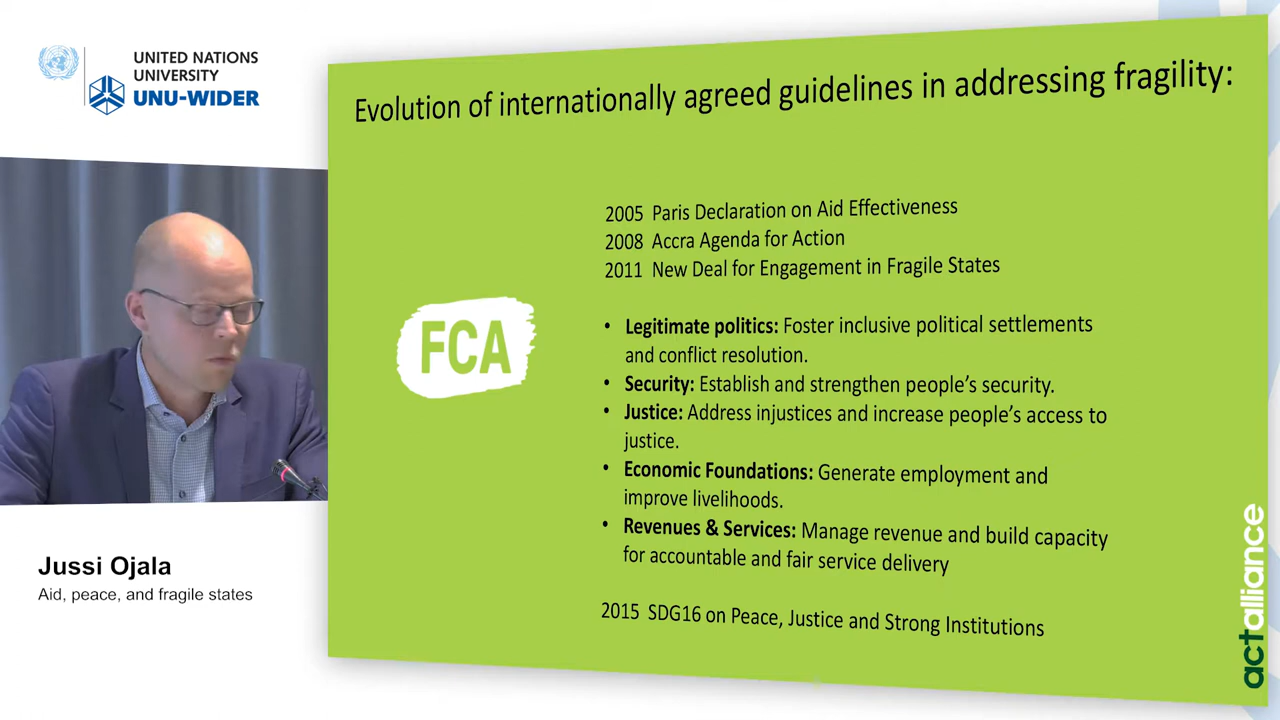 UNITED NATIONS
UNIVERSITY
UNU-WIDER
Evolution of internationally agreed guidelines in addressing fragility:
2005 Paris Declaration on Aid Effectiveness
2008 Accra Agenda for Action
2011 New Deal for Engagement in Fragile States
FCA
• Legitimate politics: Foster inclusive political settlements
and conflict resolution.
• Security: Establish and strengthen people’s security.
• Justice: Address injustices and increase people’s access to
justice.
• Economic Foundations: Generate employment and
improve livelihoods.
• Revenues & Services: Manage revenue and build capacity
for accountable and fair service delivery
2015 SDG16 on Peace, Justice and Strong Institutions
actalliance
Jussi Ojala
Aid, peace, and fragile states